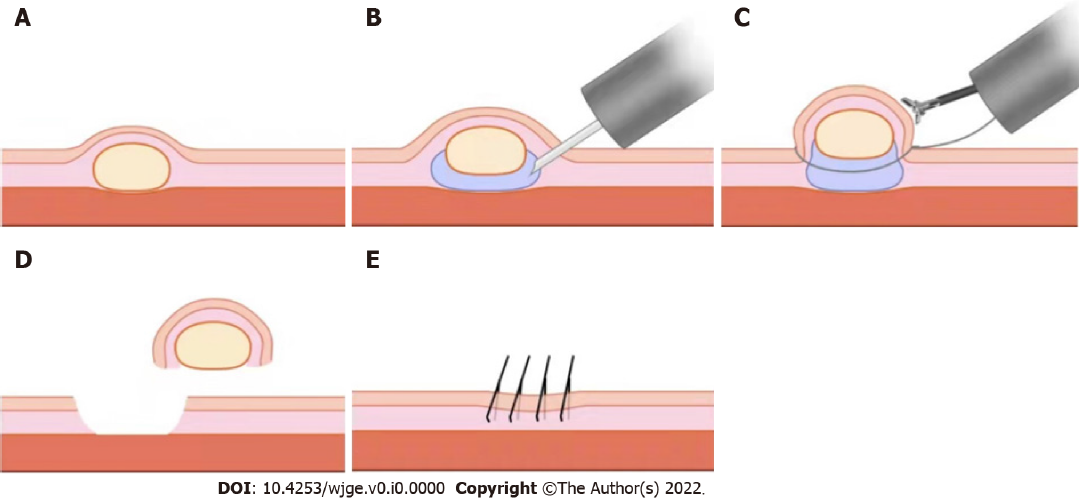 A
B
C
D
E
DOI: 10.4253/wjge.v0.i0.0000 Copyright ©The Author(s) 2022.